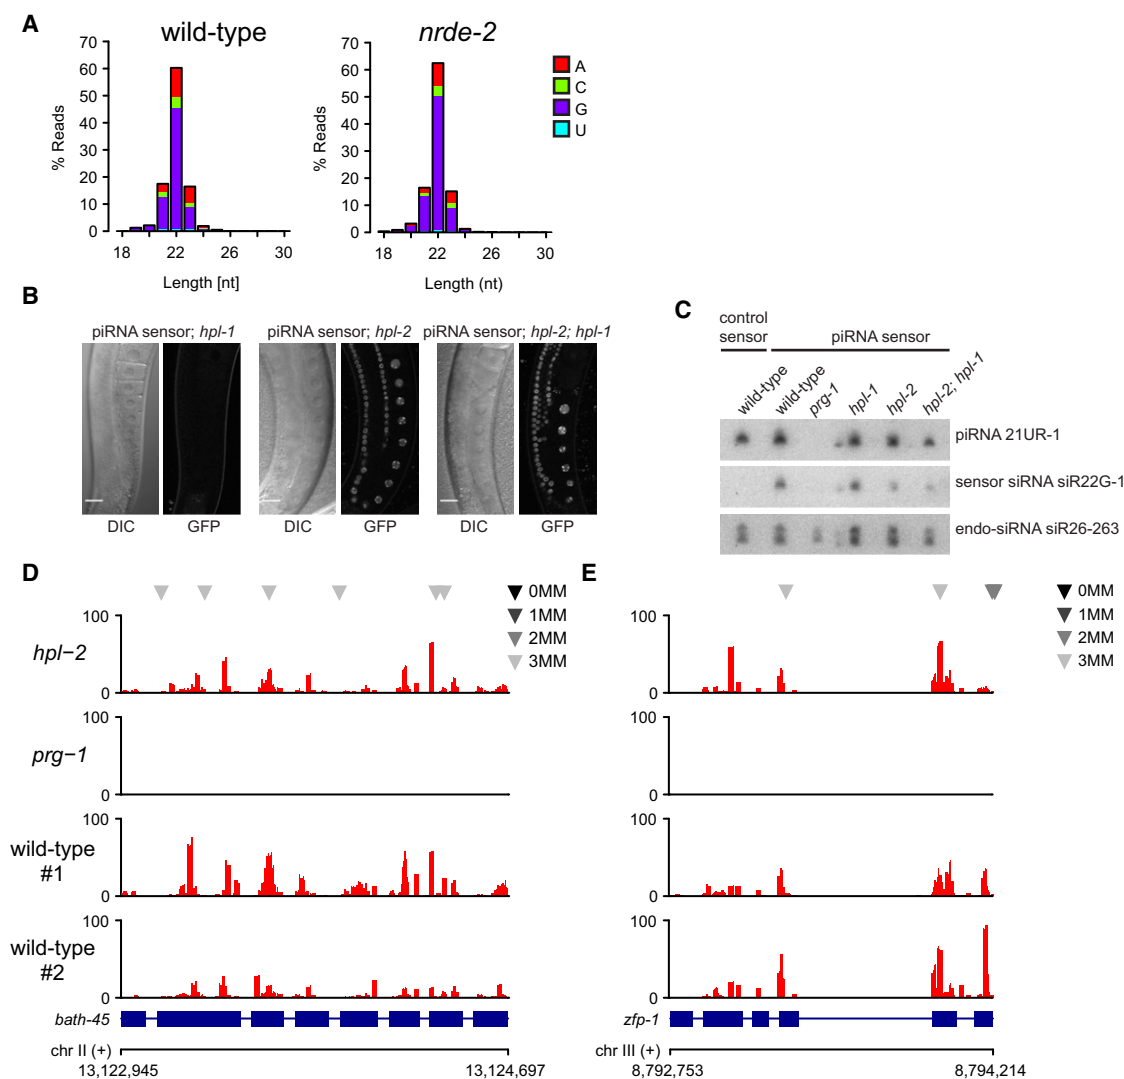 A
wild-type
nrde-2
70
60
50
40
30
20
10
0
% Reads
18
22
26
30
Length [nt]
70
60
50
40
30
20
10
0
% Reads
18
22
26
30
Length (nt)
A
C
G
U
B
piRNA sensor; hpl-1
piRNA sensor; hpl-2
piRNA sensor; hpl-2; hpl-1
DIC
GFP
DIC
GFP
DIC
GFP
C
control
sensor
piRNA sensor
wild-type
wild-type
prg-1
hpl-1
hpl-2
hpl-2; hpl-1
piRNA 21UR-1
sensor siRNA siR22G-1
endo-siRNA siR26-263
D
0MM
1MM
2MM
3MM
hpl−2
100
0
prg−1
100
0
wild-type
#1
100
0
wild-type
#2
100
0
bath-45
chr II (+)
13,122,945
13,124,697
E
0MM
1MM
2MM
3MM
100
0
100
0
100
0
100
0
zfp-1
chr III (+)
8,792,753
8,794,214